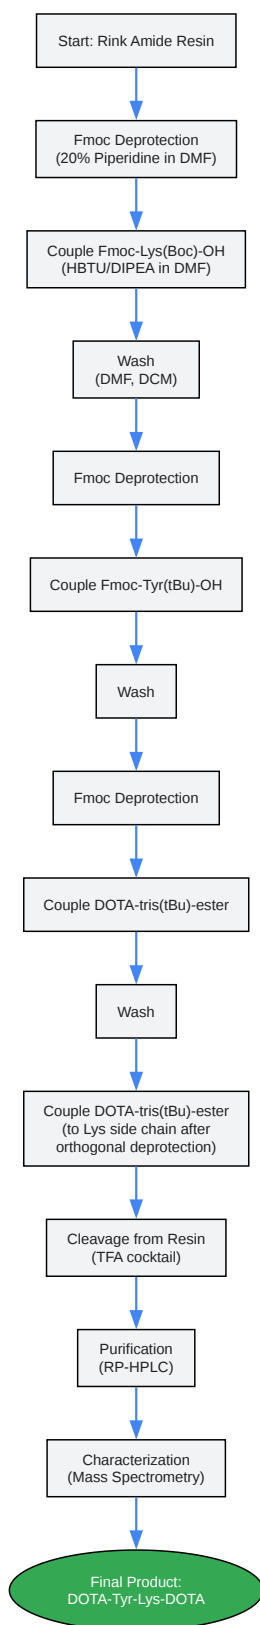 Start: Rink Amide Resin
Fmoc Deprotection
(20% Piperidine in DMF)
Couple Fmoc-Lys(Boc)-OH
(HBTU/DIPEA in DMF)
Wash
(DMF, DCM)
Fmoc Deprotection
Couple Fmoc-Tyr(tBu)-OH
Wash
Fmoc Deprotection
Couple DOTA-tris(tBu)-ester
Wash
Couple DOTA-tris(tBu)-ester
(to Lys side chain after
orthogonal deprotection)
Cleavage from Resin
(TFA cocktail)
Purification
(RP-HPLC)
Characterization
(Mass Spectrometry)
Final Product:
DOTA-Tyr-Lys-DOTA